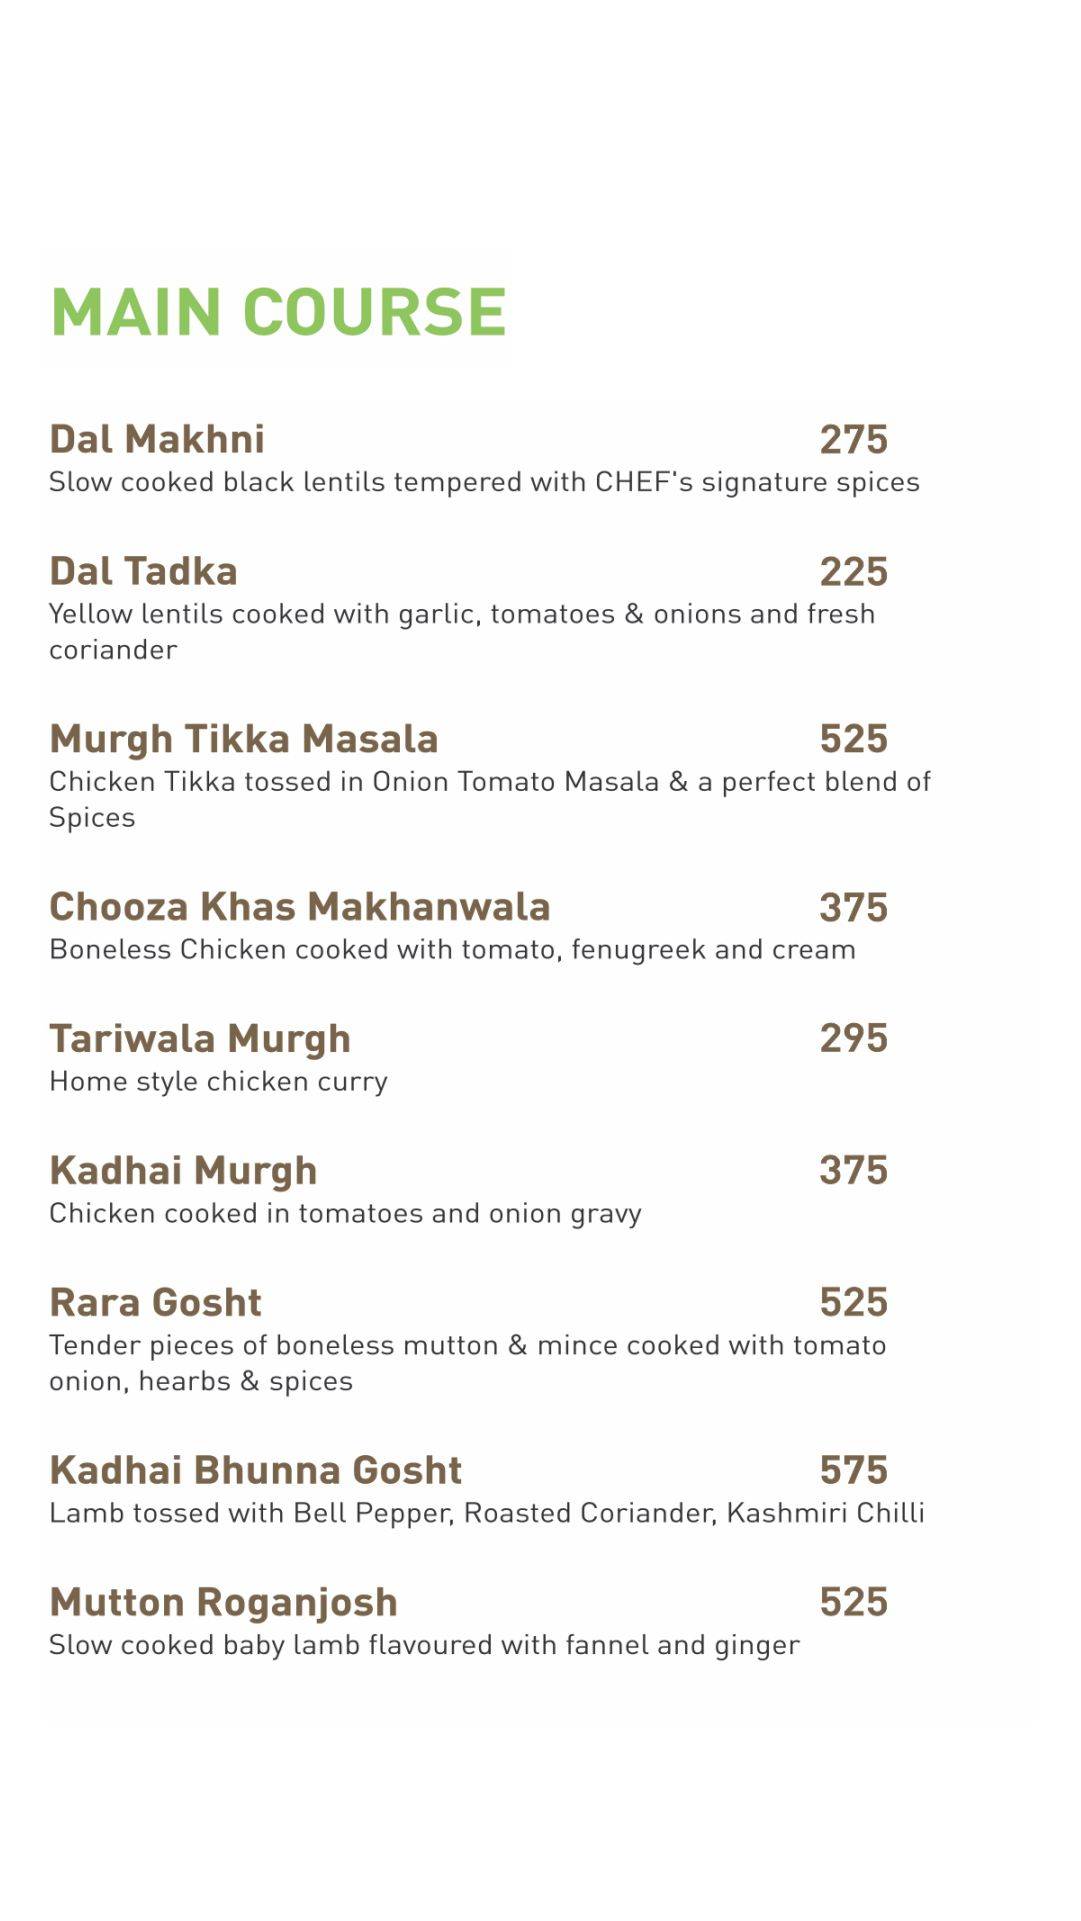 MAIN COURSE
Dal Makhni 275
Slow cooked black lentils tempered with CHEF's signature spices
Dal Tadka 225
Yellow lentils cooked with garlic, tomatoes & onions and fresh
coriander
Murgh Tikka Masala 525
Chicken Tikka tossed in Onion Tomato Masala & a perfect blend of
Spices
Chooza Khas Makhanwala 375
Boneless Chicken cooked with tomato, fenugreek and cream
Tariwala Murgh 295
Home style chicken curry
Kadhai Murgh 375
Chicken cooked in tomatoes and onion gravy
Rara Gosht 525
Tender pieces of boneless mutton & mince cooked with tomato
onion, hearbs & spices
Kadhai Bhunna Gosht 575
Lamb tossed with Bell Pepper, Roasted Coriander, Kashmiri Chilli
Mutton Roganjosh 525
Slow cooked baby lamb flavoured with fannel and ginger